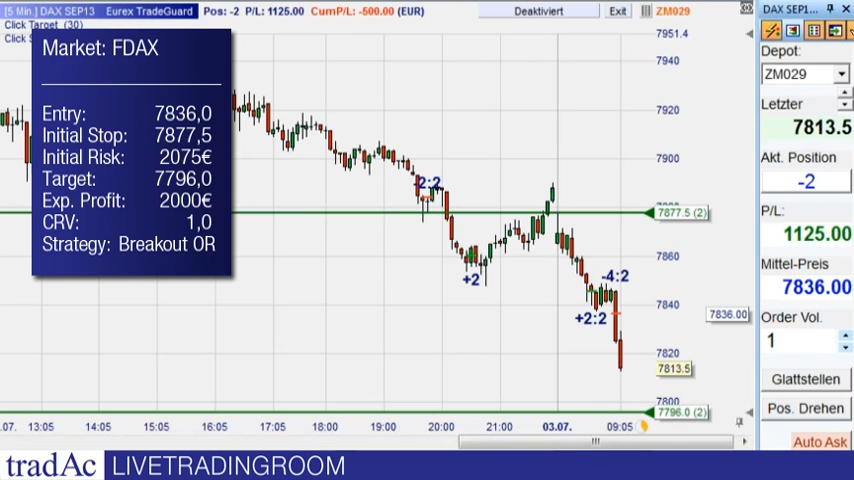 [5 Min.] DAX SEP13 Eurex TradeGuard Pos: -2 P/L: 1125.00 CumP/L: -500.00 (EUR) Deaktiviert Exit ZM029
Click Target (30)
Click
Market: FDAX
Entry: 7836,0
Initial Stop: 7877,5
Initial Risk: 2075€
Target: 7796,0
Exp. Profit: 2000€
CRV: 1,0
Strategy: Breakout OR
-2:2
+2
+2:2
-4:2
7951.4
7940
7920
7900
7877.5 (2)
7860
7840
7836.00
7820
7813.5
7800
7796.0 (2)
.07. 13:05 14:05 15:05 16:05 17:05 18:00 19:00 20:00 21:00 03.07. 09:05
DAX SEP1...
Depot:
ZM029
Letzter
7813.5
Akt. Position
-2
P/L:
1125.00
Mittel-Preis
7836.00
Order Vol.
1
Glattstellen
Pos. Drehen
Auto Ask
tradAc LIVETRADINGROOM